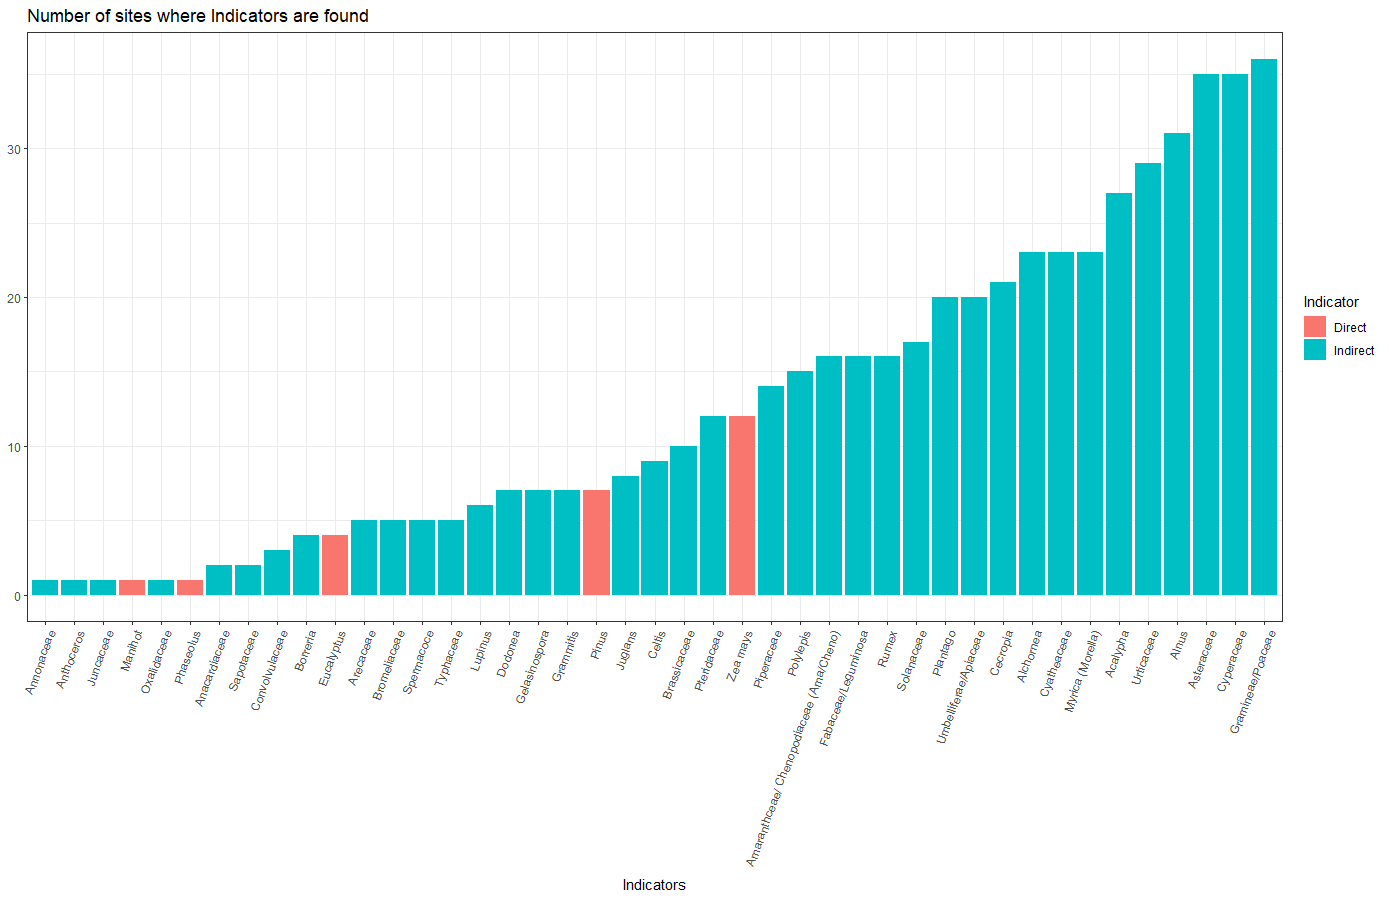 Number of sites where Indicators are found
30
20
10
0
Annonaceae
Anthoceros
Juncaceae
Manihot
Oxalidaceae
Phaseolus
Anacardiaceae
Sapotaceae
Convolvulaceae
Borreria
Eucalyptus
Arecaceae
Bromeliaceae
Spermacoce
Typhaceae
Lupinus
Dodonea
Gelasinospora
Grammitis
Pinus
Juglans
Celtis
Brassicaceae
Pteridaceae
Zea mays
Piperaceae
Polylepis
Amaranthceae/ Chenopodiaceae (Ama/Cheno)
Fabaceae/Leguminosa
Rumex
Solanaceae
Plantago
Umbelliferae/Apiaceae
Cecropia
Alchornea
Cyatheaceae
Myrica (Morella)
Acalypha
Urticaceae
Alnus
Asteraceae
Cyperaceae
Gramineae/Poaceae
Indicators
Indicator
Direct
Indirect